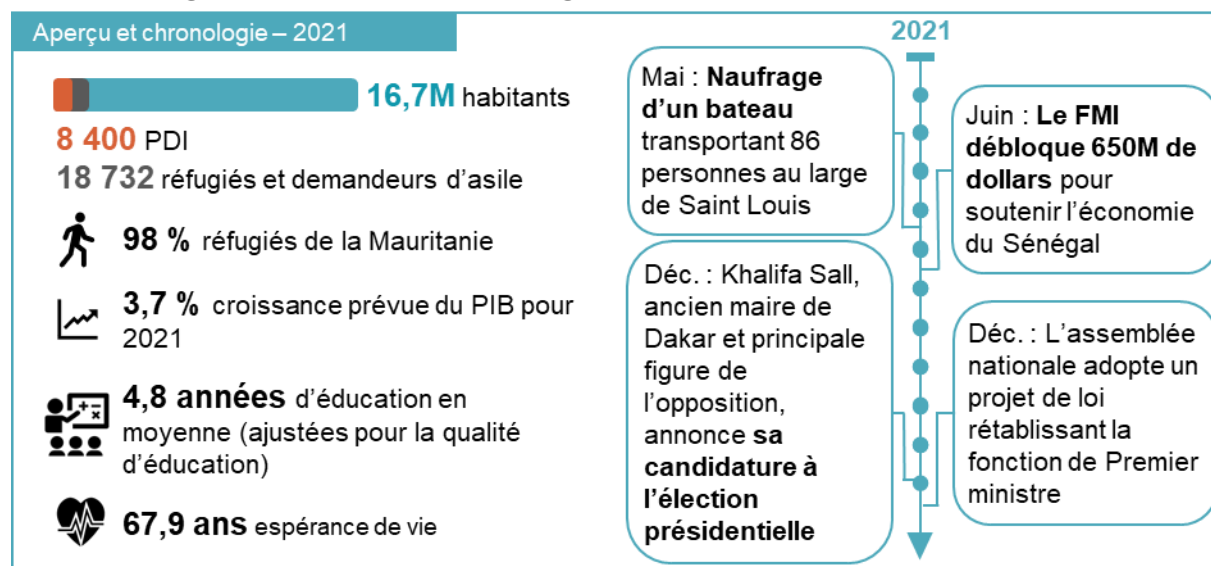 Aperçu et chronologie – 2021
16,7M habitants
8 400 PDI
18 732 réfugiés et demandeurs d’asile
98 % réfugiés de la Mauritanie
3,7 % croissance prévue du PIB pour
2021
4,8 années d’éducation en
moyenne (ajustées pour la qualité
d’éducation)
67,9 ans espérance de vie
2021
Mai : Naufrage
d’un bateau
transportant 86
personnes au large
de Saint Louis
Juin : Le FMI
débloque 650M de
dollars pour
soutenir l’économie
du Sénégal
Déc. : Khalifa Sall,
ancien maire de
Dakar et principale
figure de
l’opposition,
annonce sa
candidature à
l’élection
présidentielle
Déc. : L’assemblée
nationale adopte un
projet de loi
rétablissant la
fonction de Premier
ministre